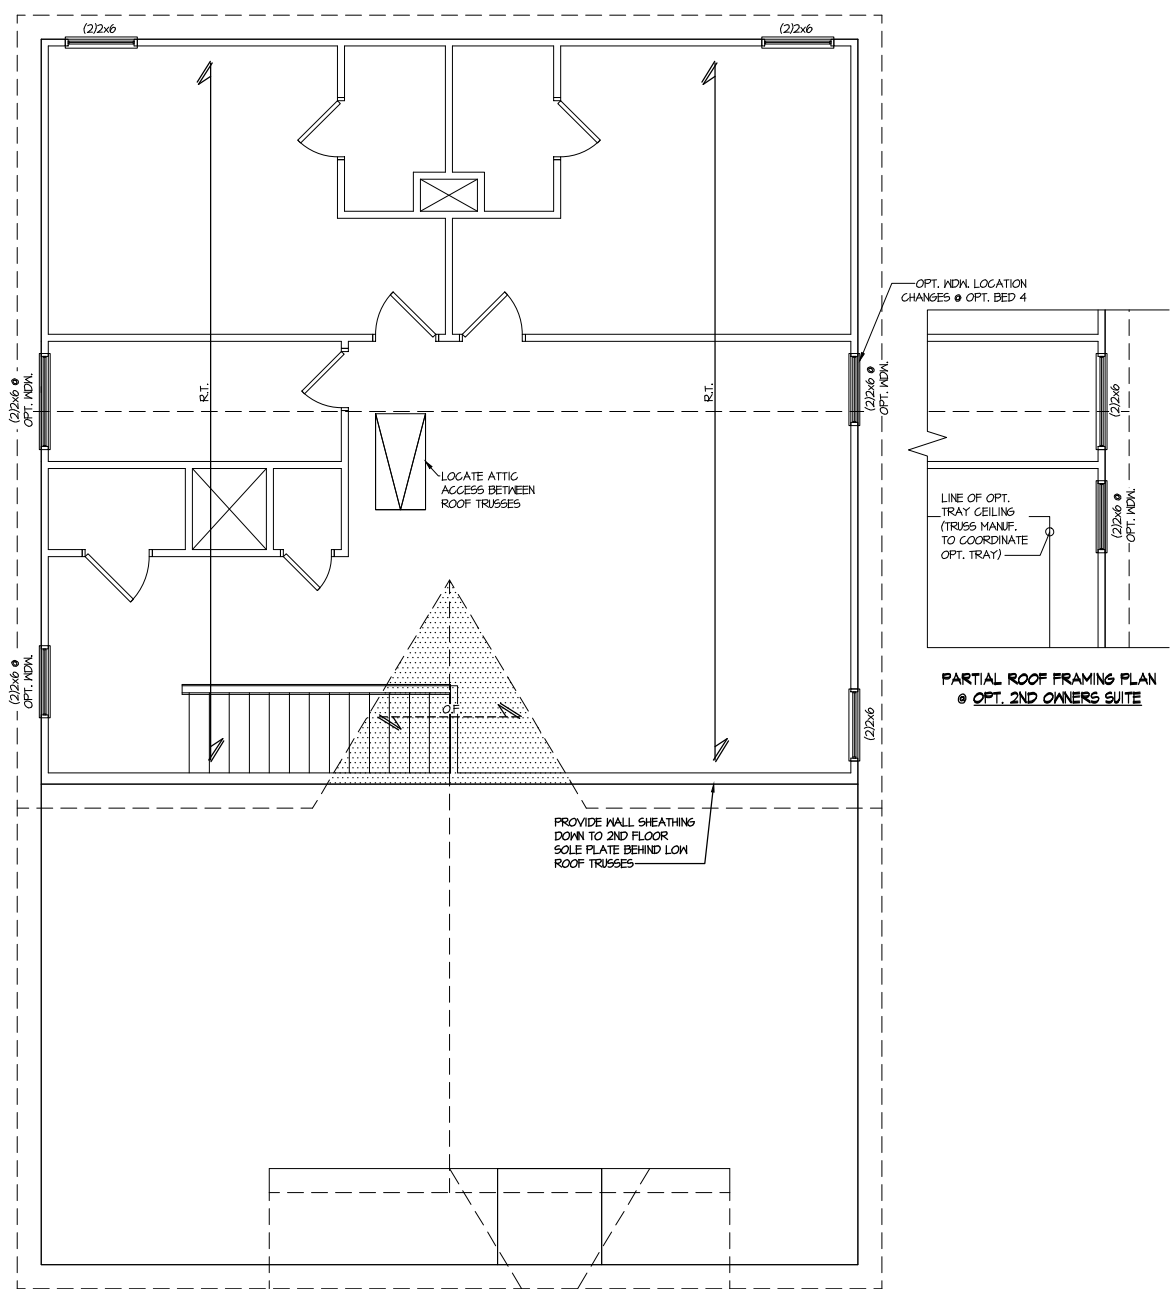 (2)2x6
(2)2x6
OPT. WDW. LOCATION
CHANGES @ OPT. BED 4
(2)2x6 @
OPT. WDW.
R.T.
R.T.
(2)2x6 @
OPT. WDW.
(2)2x6
LOCATE ATTIC
ACCESS BETWEEN
ROOF TRUSSES
LINE OF OPT.
TRAY CEILING
(TRUSS MANUF.
TO COORDINATE
OPT. TRAY)
(2)2x6 @
OPT. WDW.
PARTIAL ROOF FRAMING PLAN
@ OPT. 2ND OWNERS SUITE
(2)2x6 @
OPT. WDW.
O.F.
(2)2x6
PROVIDE WALL SHEATHING
DOWN TO 2ND FLOOR
SOLE PLATE BEHIND LOW
ROOF TRUSSES